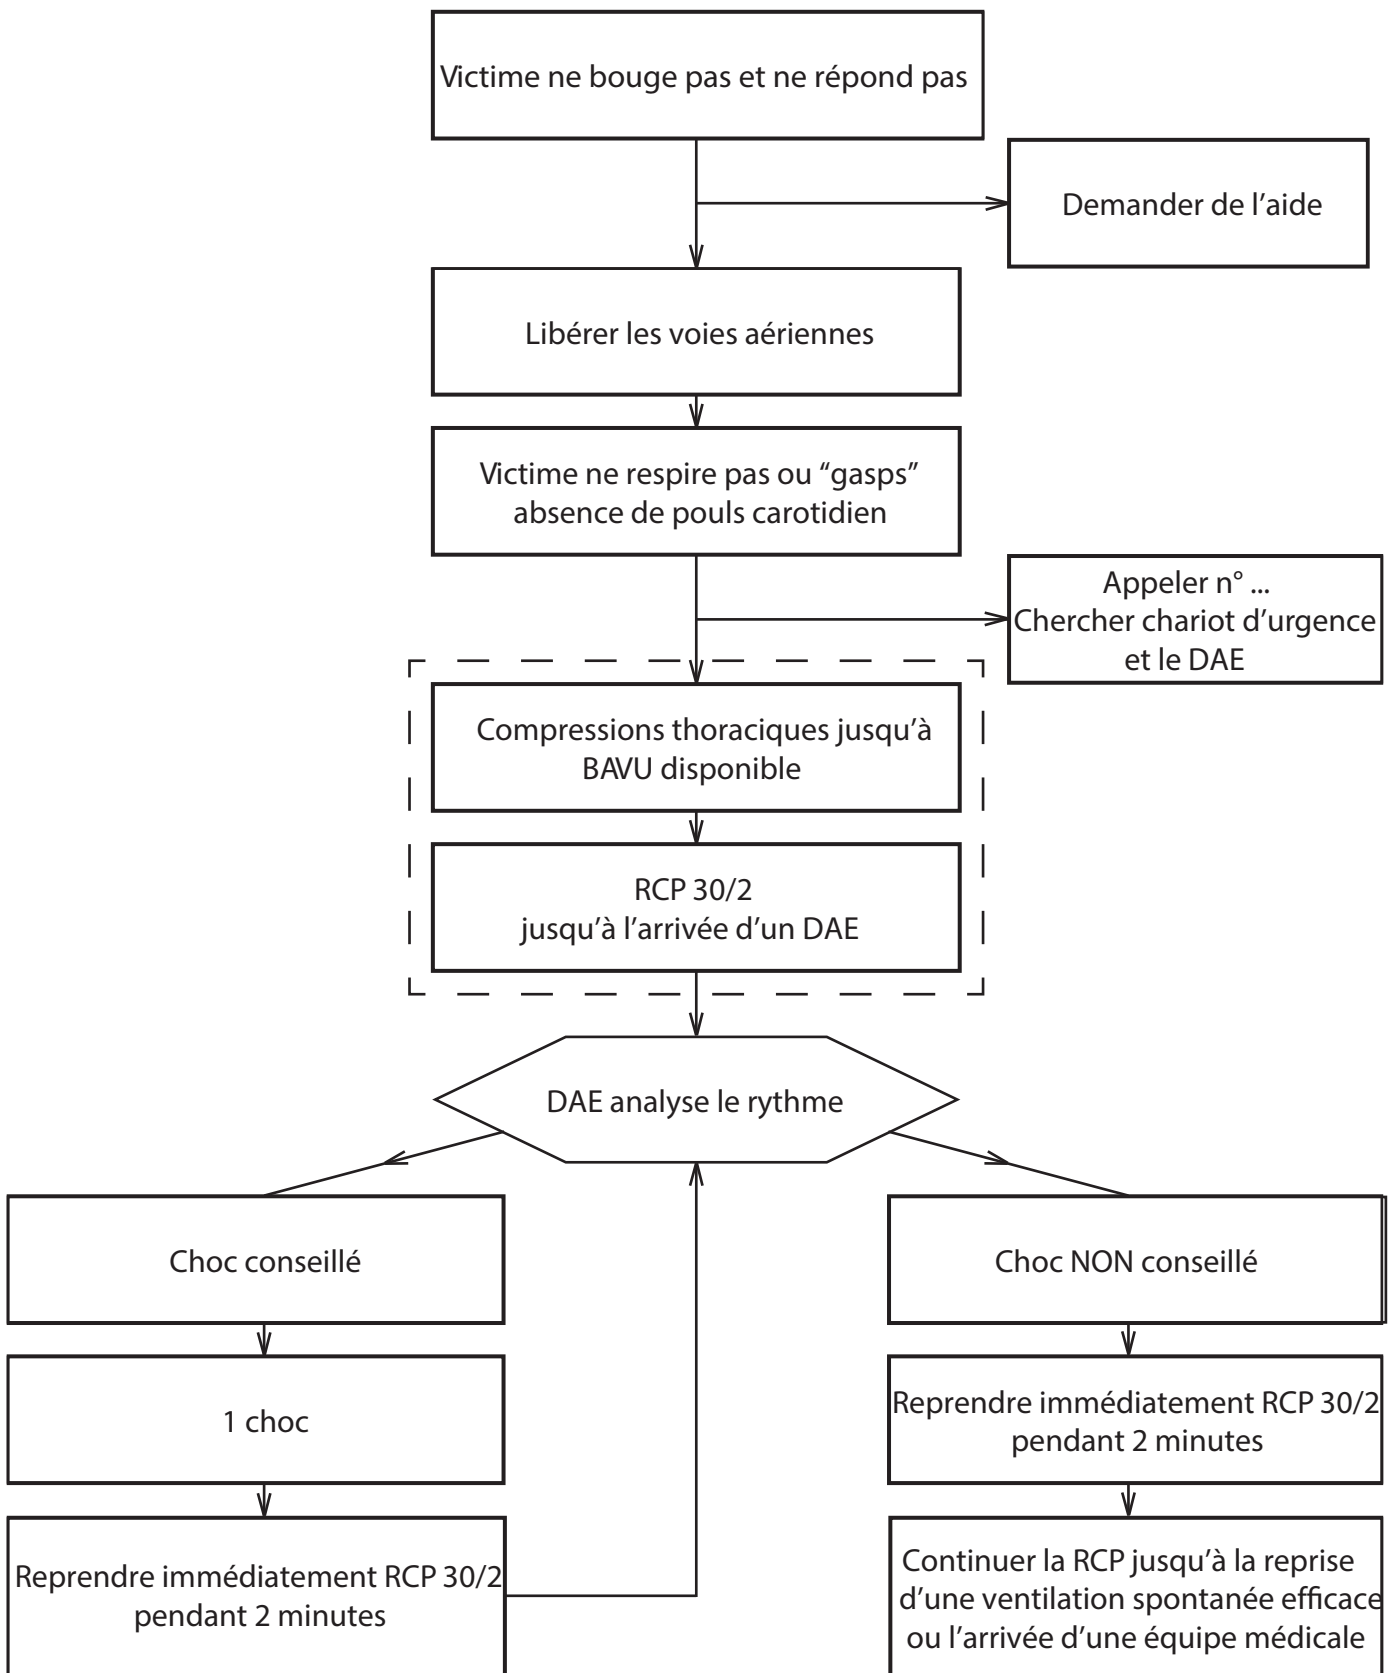 Victime ne bouge pas et ne répond pas
Demander de l’aide
Libérer les voies aériennes
Victime ne respire pas ou “gasps”
absence de pouls carotidien
Appeler n° ...
Chercher chariot d’urgence
et le DAE
Compressions thoraciques jusqu’à
BAVU disponible
RCP 30/2
jusqu’à l’arrivée d’un DAE
DAE analyse le rythme
Choc conseillé
1 choc
Reprendre immédiatement RCP 30/2
pendant 2 minutes
Choc NON conseillé
Reprendre immédiatement RCP 30/2
pendant 2 minutes
Continuer la RCP jusqu’à la reprise
d’une ventilation spontanée efficace
ou l’arrivée d’une équipe médicale